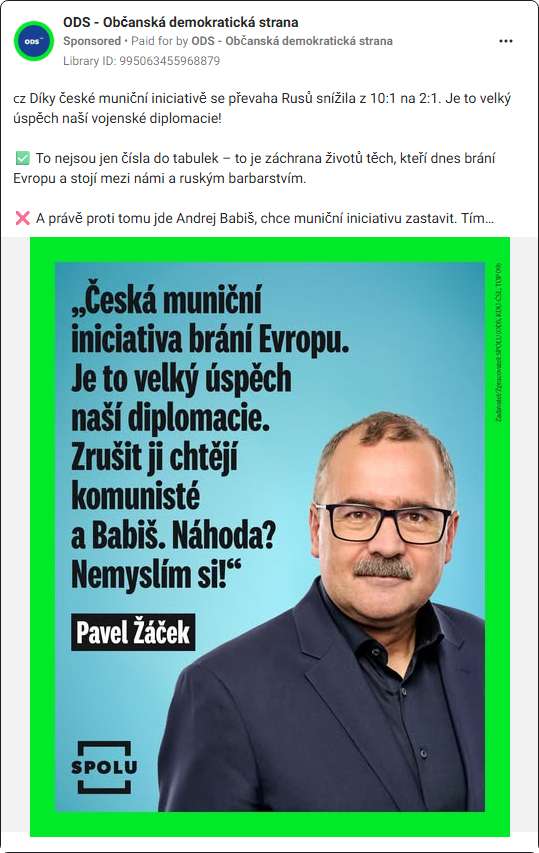 ODS - Občanská demokratická strana
Sponsored • Paid for by ODS - Občanská demokratická strana
Library ID: 995063455968879
ODS
cz Díky české muniční iniciativě se převaha Rusů snížila z 10:1 na 2:1. Je to velký
úspěch naší vojenské diplomacie!
✅ To nejsou jen čísla do tabulek – to je záchrana životů těch, kteří dnes brání
Evropu a stojí mezi námi a ruským barbarstvím.
❌ A právě proti tomu jde Andrej Babiš, chce muniční iniciativu zastavit. Tím...
„Česká muniční
iniciativa brání Evropu.
Je to velký úspěch
naší diplomacie.
Zrušit ji chtějí
komunisté
a Babiš. Náhoda?
Nemyslím si!“
Pavel Žáček
SPOLU
Zadavatel/Zpracovatel: SPOLU (ODS, KDU-ČSL, TOP 09)